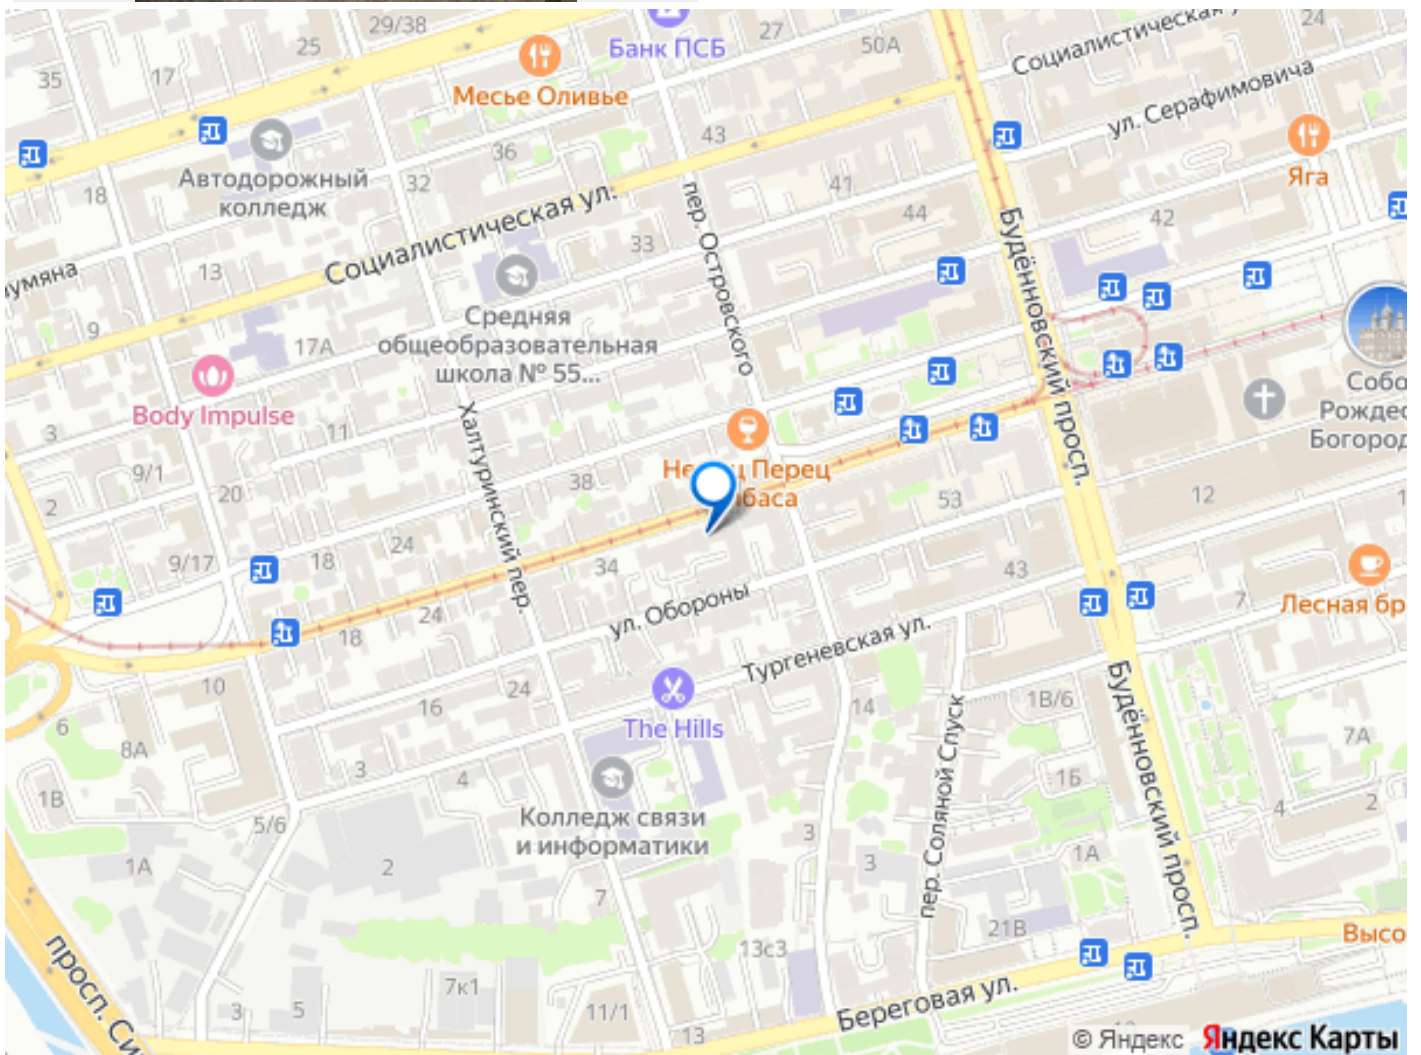 29/38
25
27
50А
24
Банк ПСБ
Социалистическая
35
17
Месье Оливье
ул. Серафимовича
43
36
Яга
Автодорожный
колледж
32
41
18
44
42
пер. Островского
Социалистическая ул.
33
Будённовский просп.
13
умяна
Средняя
общеобразовательная
школа № 55...
9
17А
Body Impulse
Собо
Рождес
Богород
Халтуринский пер.
3
11
9/1
Перец
баса
38
20
2
53
12
24
9/17
18
34
43
ул. Обороны
Лесная бр
7
24
18
Тургеневская ул.
10
24
16
Будённовский просп.
The Hills
14
1В/6
6
8А
7А
пер. Соляной Спуск
3
4
1Б
1В
2
4
Колледж связи
и информатики
5/6
3
1А
2
3
1А
7
21В
13с3
Высо
просп. Си
7к1
Береговая ул.
3
5
11/1
13
© Яндекс Яндекс Карты